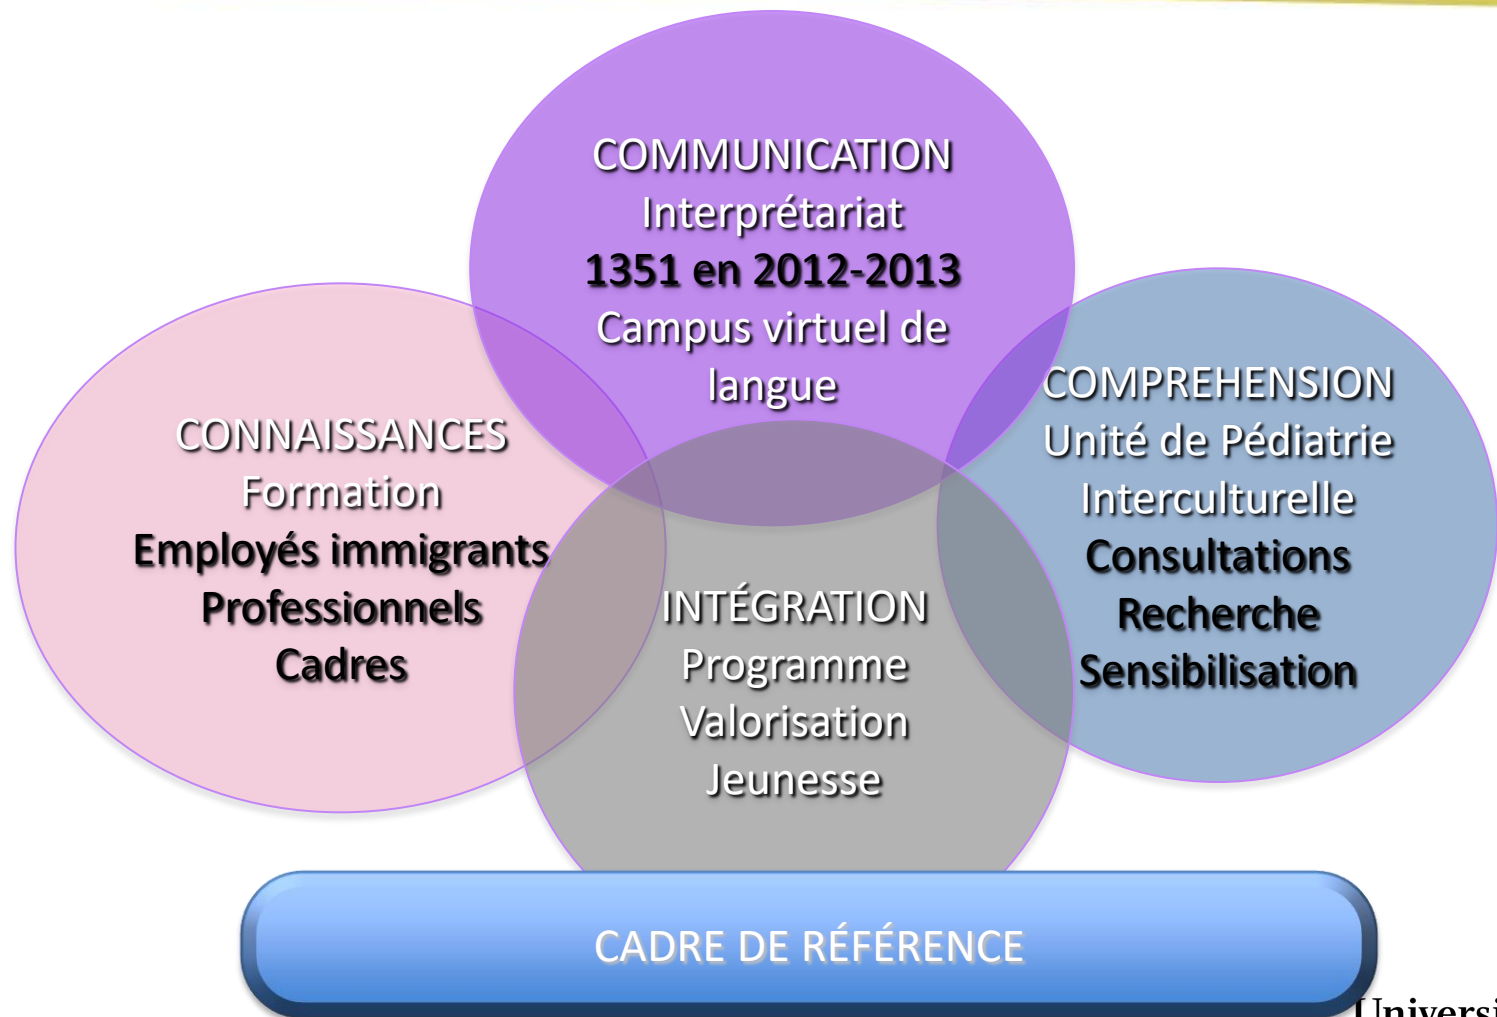 COMMUNICATION
Interprétariat
1351 en 2012-2013
Campus virtuel de
langue
CONNAISSANCES
Formation
Employés immigrants
Professionnels
Cadres
COMPREHENSION
Unité de Pédiatrie
Interculturelle
Consultations
Recherche
Sensibilisation
INTÉGRATION
Programme
Valorisation
Jeunesse
CADRE DE RÉFÉRENCE